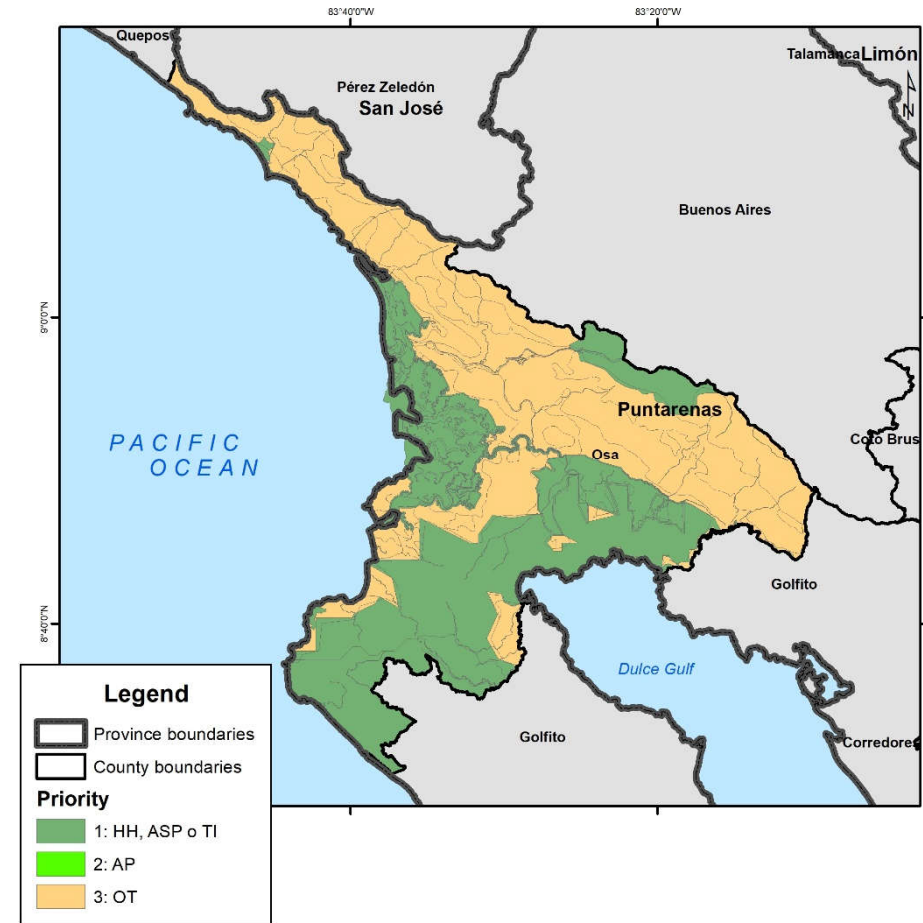 83°40'0"W
83°20'0"W
Quepos
Talamanca
Limón
N
Pérez Zeledón
San José
Buenos Aires
9°0'0"N
Puntarenas
PACIFIC
OCEAN
Coto Brus
Osa
Golfito
8°40'0"N
Dulce Gulf
Golfito
Corredores
Legend
Province boundaries
County boundaries
Priority
1: HH, ASP o TI
2: AP
3: OT